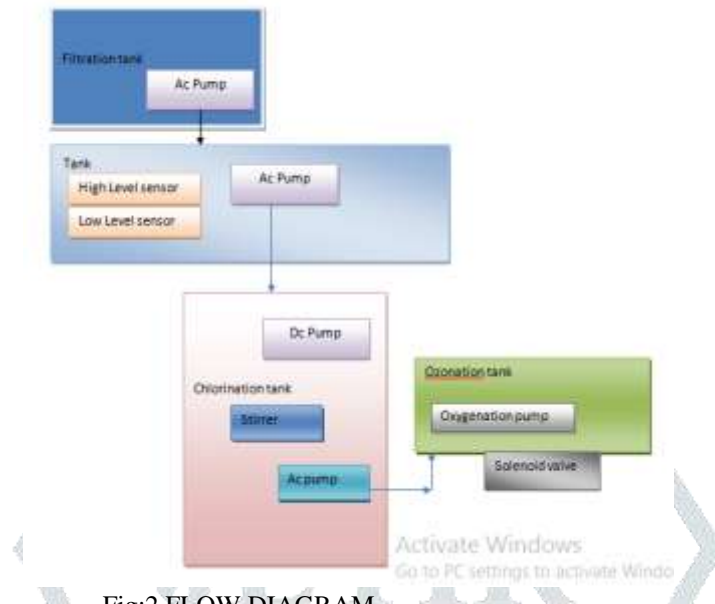 Filtration tank
Ac Pump
Tank
High Level sensor
Ac Pump
Low Level sensor
Dc Pump
Chlorination tank
Stirrer
Ac pump
Ozonation tank
Oxygenation pump
Solenoid valve
Activate Windows
Go to PC settings to activate Windo
Fig:2 FLOW DIAGRAM